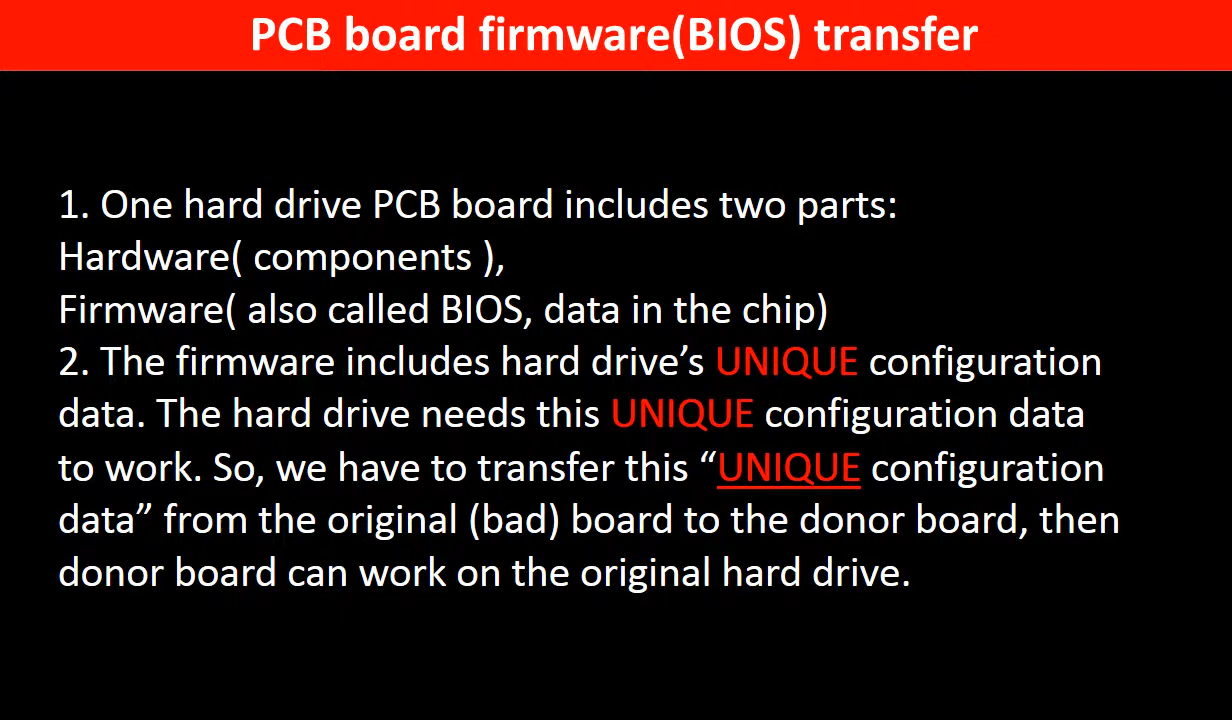 PCB board firmware(BIOS) transfer
1. One hard drive PCB board includes two parts:
Hardware( components ),
Firmware( also called BIOS, data in the chip)
2. The firmware includes hard drive’s UNIQUE configuration
data. The hard drive needs this UNIQUE configuration data
to work. So, we have to transfer this “UNIQUE configuration
data” from the original (bad) board to the donor board, then
donor board can work on the original hard drive.